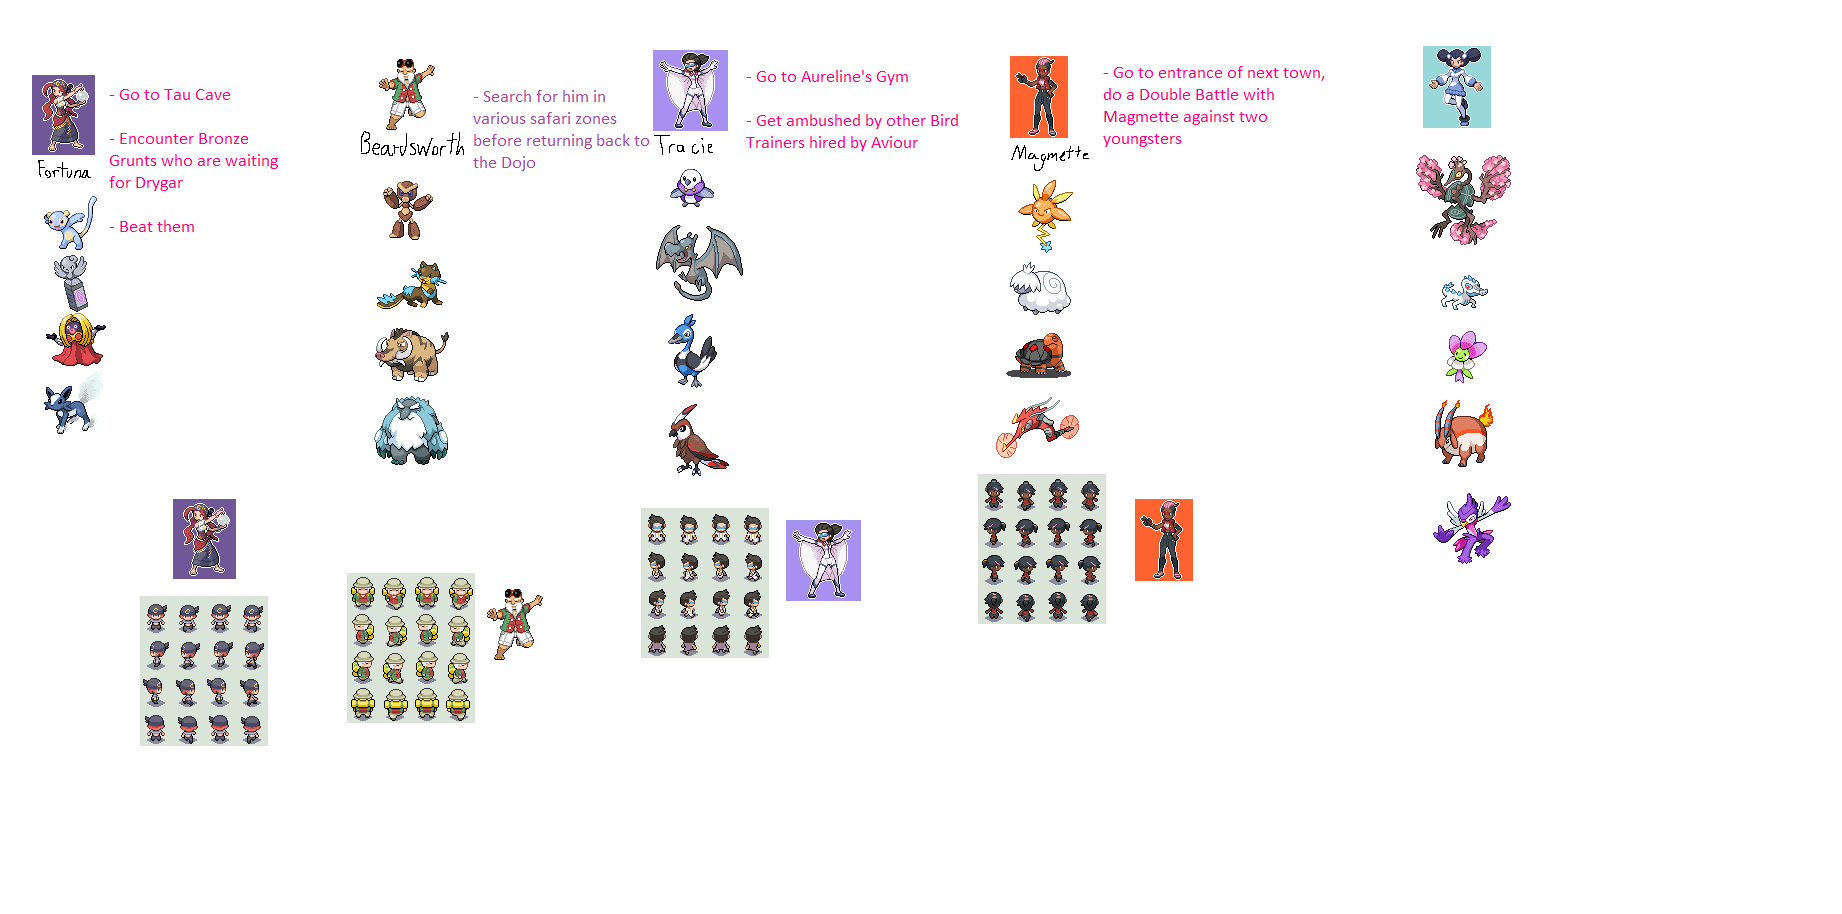 - Go to Tau Cave
- Encounter Bronze
Grunts who are waiting
for Drygar
- Beat them
Fortuna
- Search for him in
various safari zones
before returning back to
the Dojo
Beardsworth
- Go to Aureline's Gym
- Get ambushed by other Bird
Trainers hired by Aviour
Tracie
- Go to entrance of next town,
do a Double Battle with
Magmette against two
youngsters
Magmette